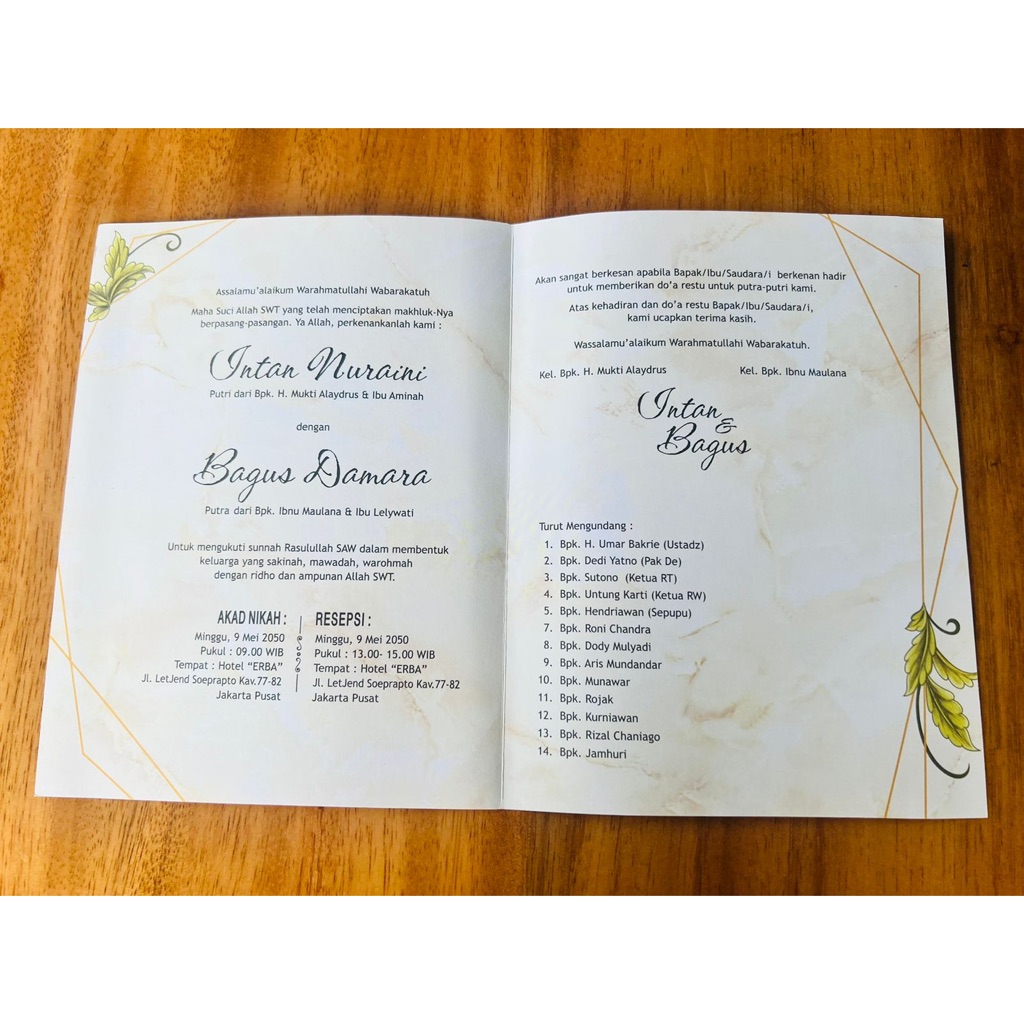 Assalamu'alaikum Warahmatullahi Wabarakatuh
Maha Suci Allah SWT yang telah menciptakan makhluk-Nya
berpasang-pasangan. Ya Allah, perkenankanlah kami :
Intan Nuraini
Putri dari Bpk. H. Mukti Alaydrus & Ibu Aminah
dengan
Bagus Damara
Putra dari Bpk. Ibnu Maulana & Ibu Lelywati
Untuk mengukuti sunnah Rasulullah SAW dalam membentuk
keluarga yang sakinah, mawadah, warohmah
dengan ridho dan ampunan Allah SWT.
AKAD NIKAH :
Minggu, 9 Mei 2050
Pukul : 09.00 WIB
Tempat : Hotel "ERBA"
Jl. LetJend Soeprapto Kav.77-82
Jakarta Pusat
RESEPSI :
Minggu, 9 Mei 2050
Pukul : 13.00- 15.00 WIB
Tempat : Hotel "ERBA"
Jl. LetJend Soeprapto Kav.77-82
Jakarta Pusat
Akan sangat berkesan apabila Bapak/Ibu/Saudara/i berkenan hadir
untuk memberikan do'a restu untuk putra-putri kami.
Atas kehadiran dan do'a restu Bapak/Ibu/Saudara/i,
kami ucapkan terima kasih.
Wassalamu'alaikum Warahmatullahi Wabarakatuh.
Kel. Bpk. H. Mukti Alaydrus Kel. Bpk. Ibnu Maulana
Intan
&
Bagus
Turut Mengundang :
1. Bpk. H. Umar Bakrie (Ustadz)
2. Bpk. Dedi Yatno (Pak De)
3. Bpk. Sutono (Ketua RT)
4. Bpk. Untung Karti (Ketua RW)
5. Bpk. Hendriawan (Sepupu)
7. Bpk. Roni Chandra
8. Bpk. Dody Mulyadi
9. Bpk. Aris Mundandar
10. Bpk. Munawar
11. Bpk. Rojak
12. Bpk. Kurniawan
13. Bpk. Rizal Chaniago
14. Bpk. Jamhuri